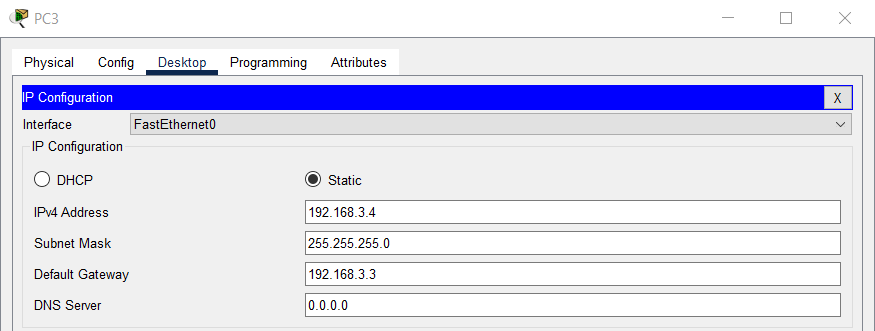 PC3
Physical Config Desktop Programming Attributes
IP Configuration X
Interface FastEthernet0
IP Configuration
DHCP Static
IPv4 Address 192.168.3.4
Subnet Mask 255.255.255.0
Default Gateway 192.168.3.3
DNS Server 0.0.0.0